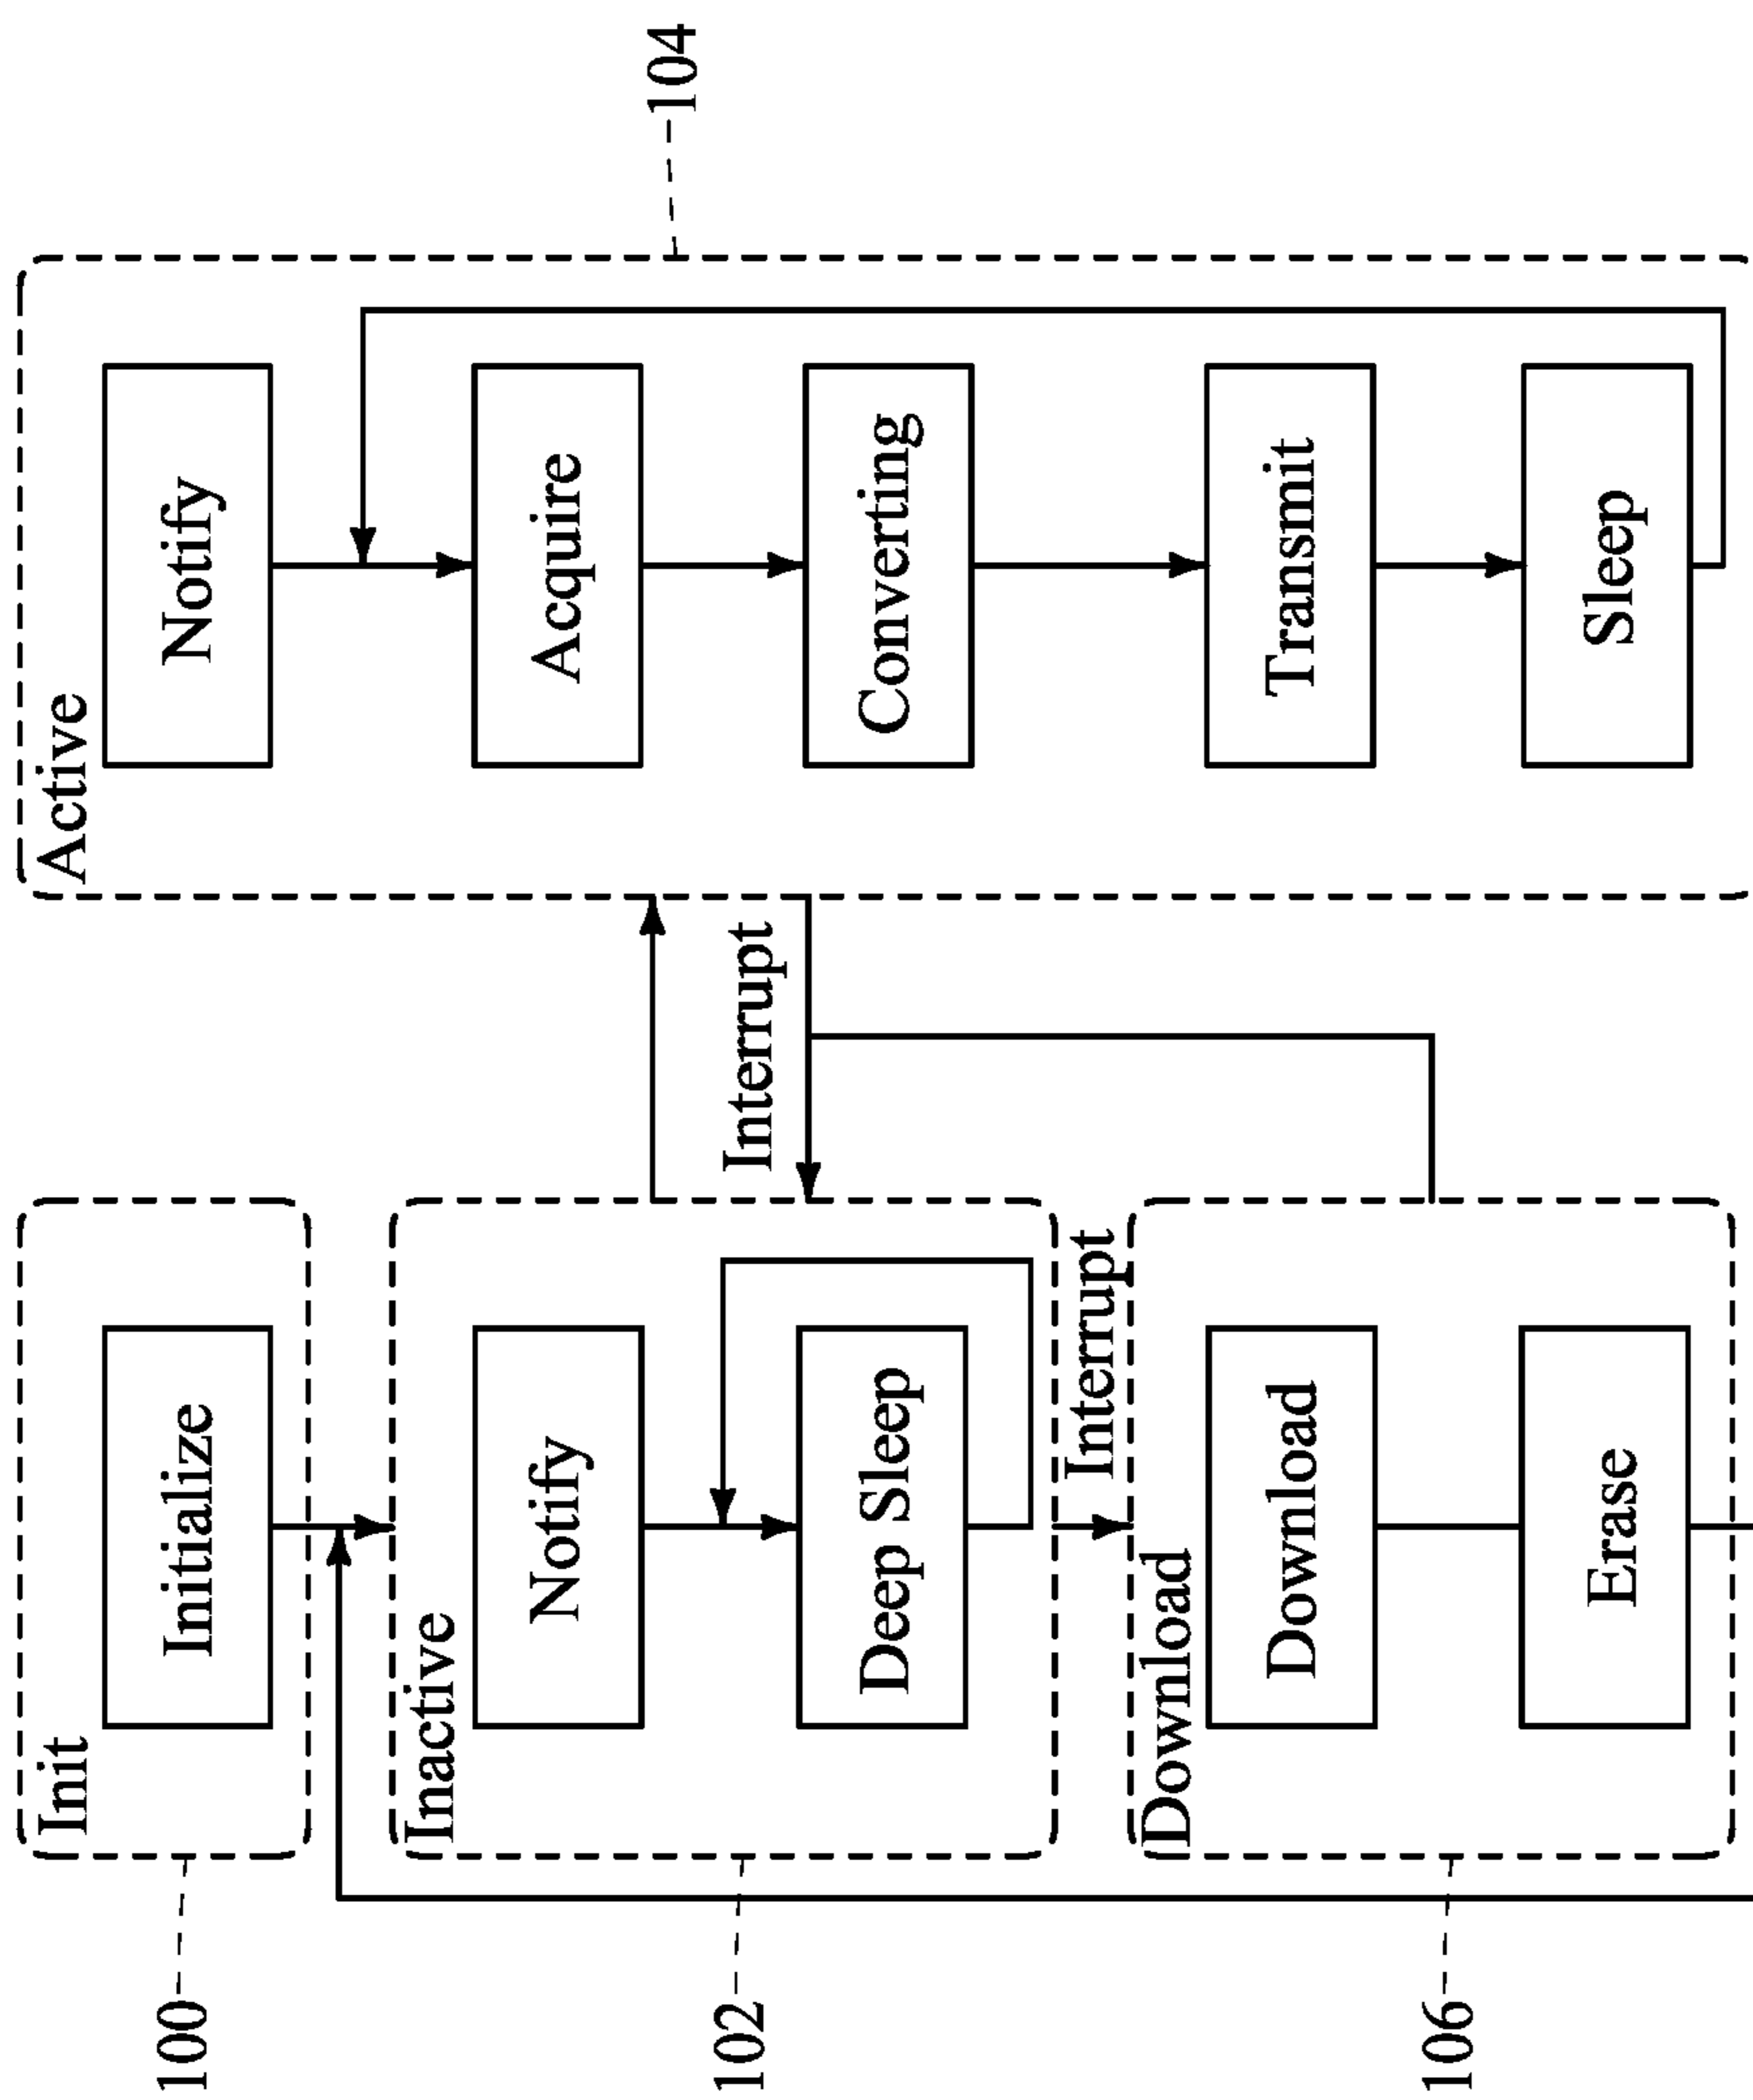 100
Init
Initialize
102
Inactive
Notify
Deep Sleep
Interrupt
106
Download
Download
Erase
Interrupt
Active
104
Notify
Acquire
Converting
Transmit
Sleep